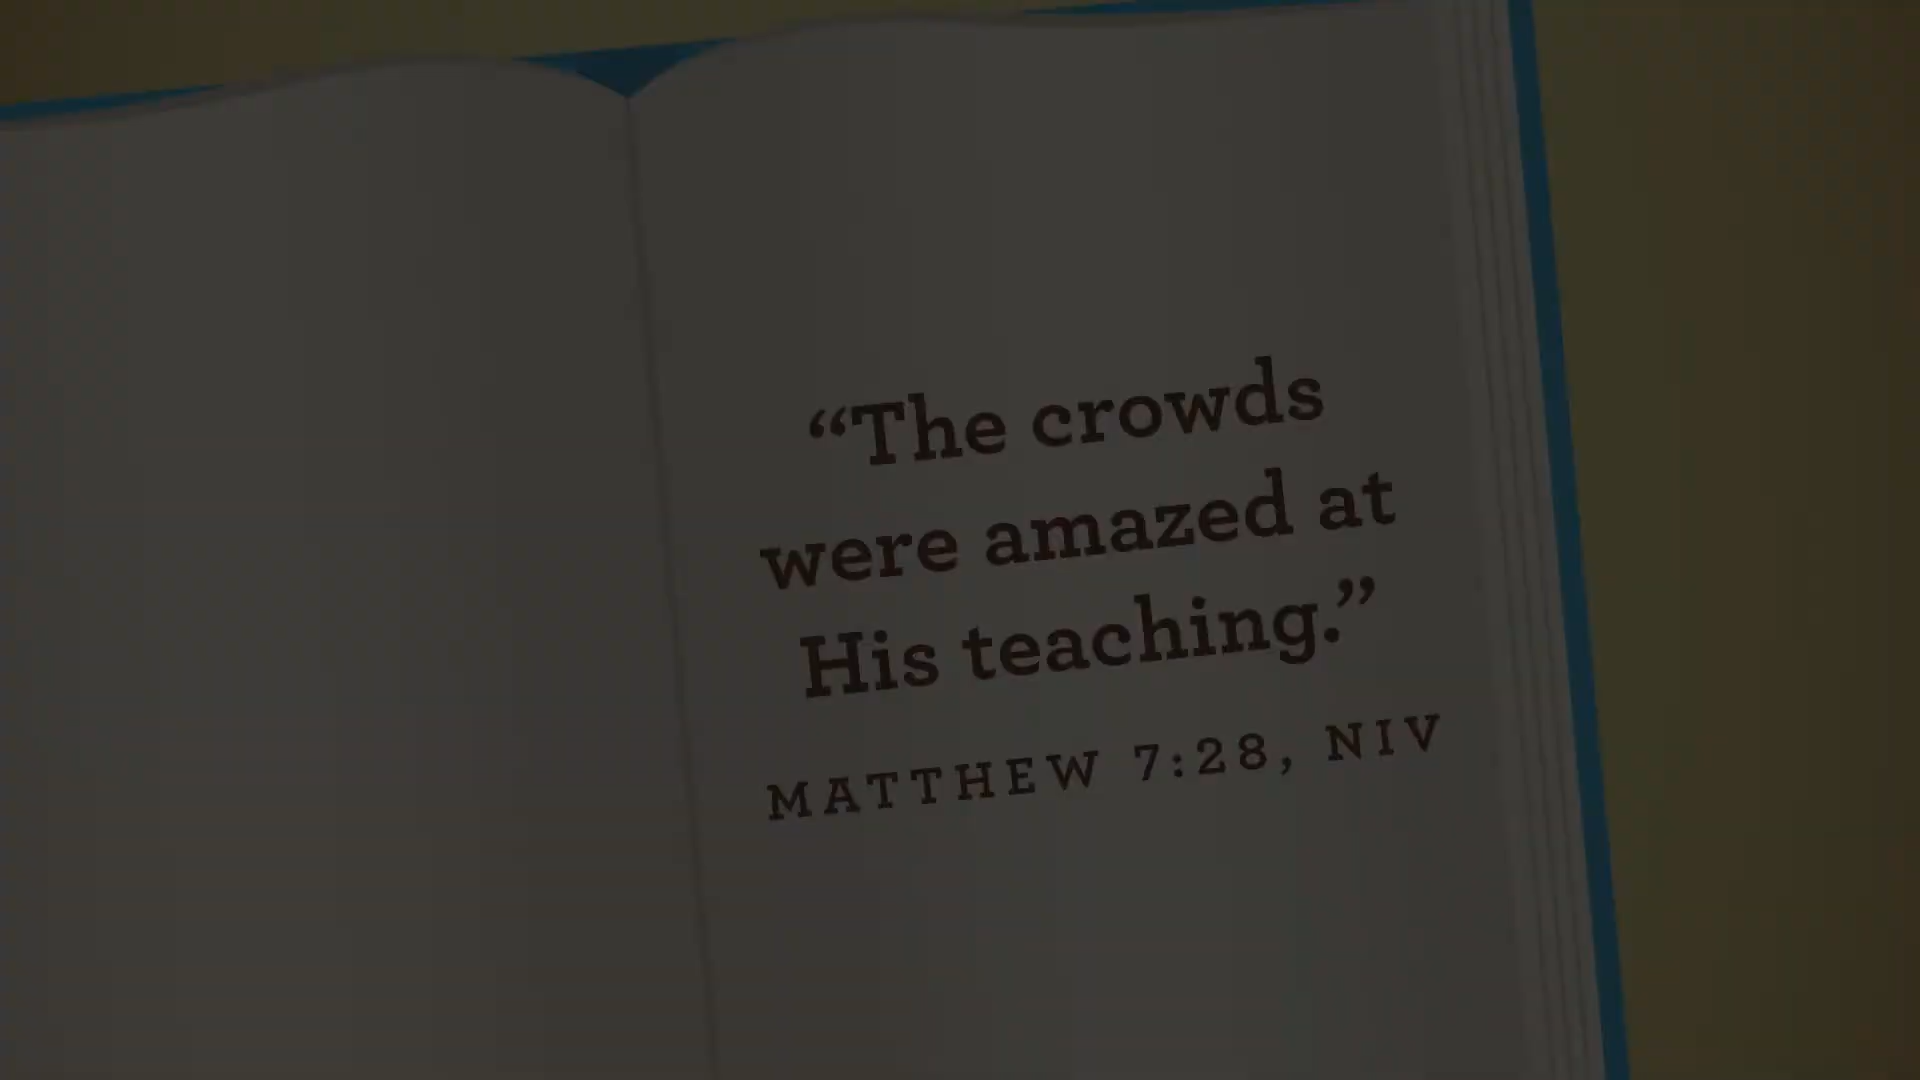 “The crowds
were amazed at
His teaching.”
MATTHEW 7:28, NIV